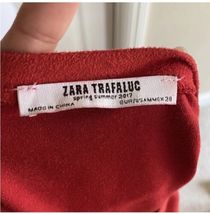 ZARA TRAFALUC
spring summer 2017
MADE IN CHINA